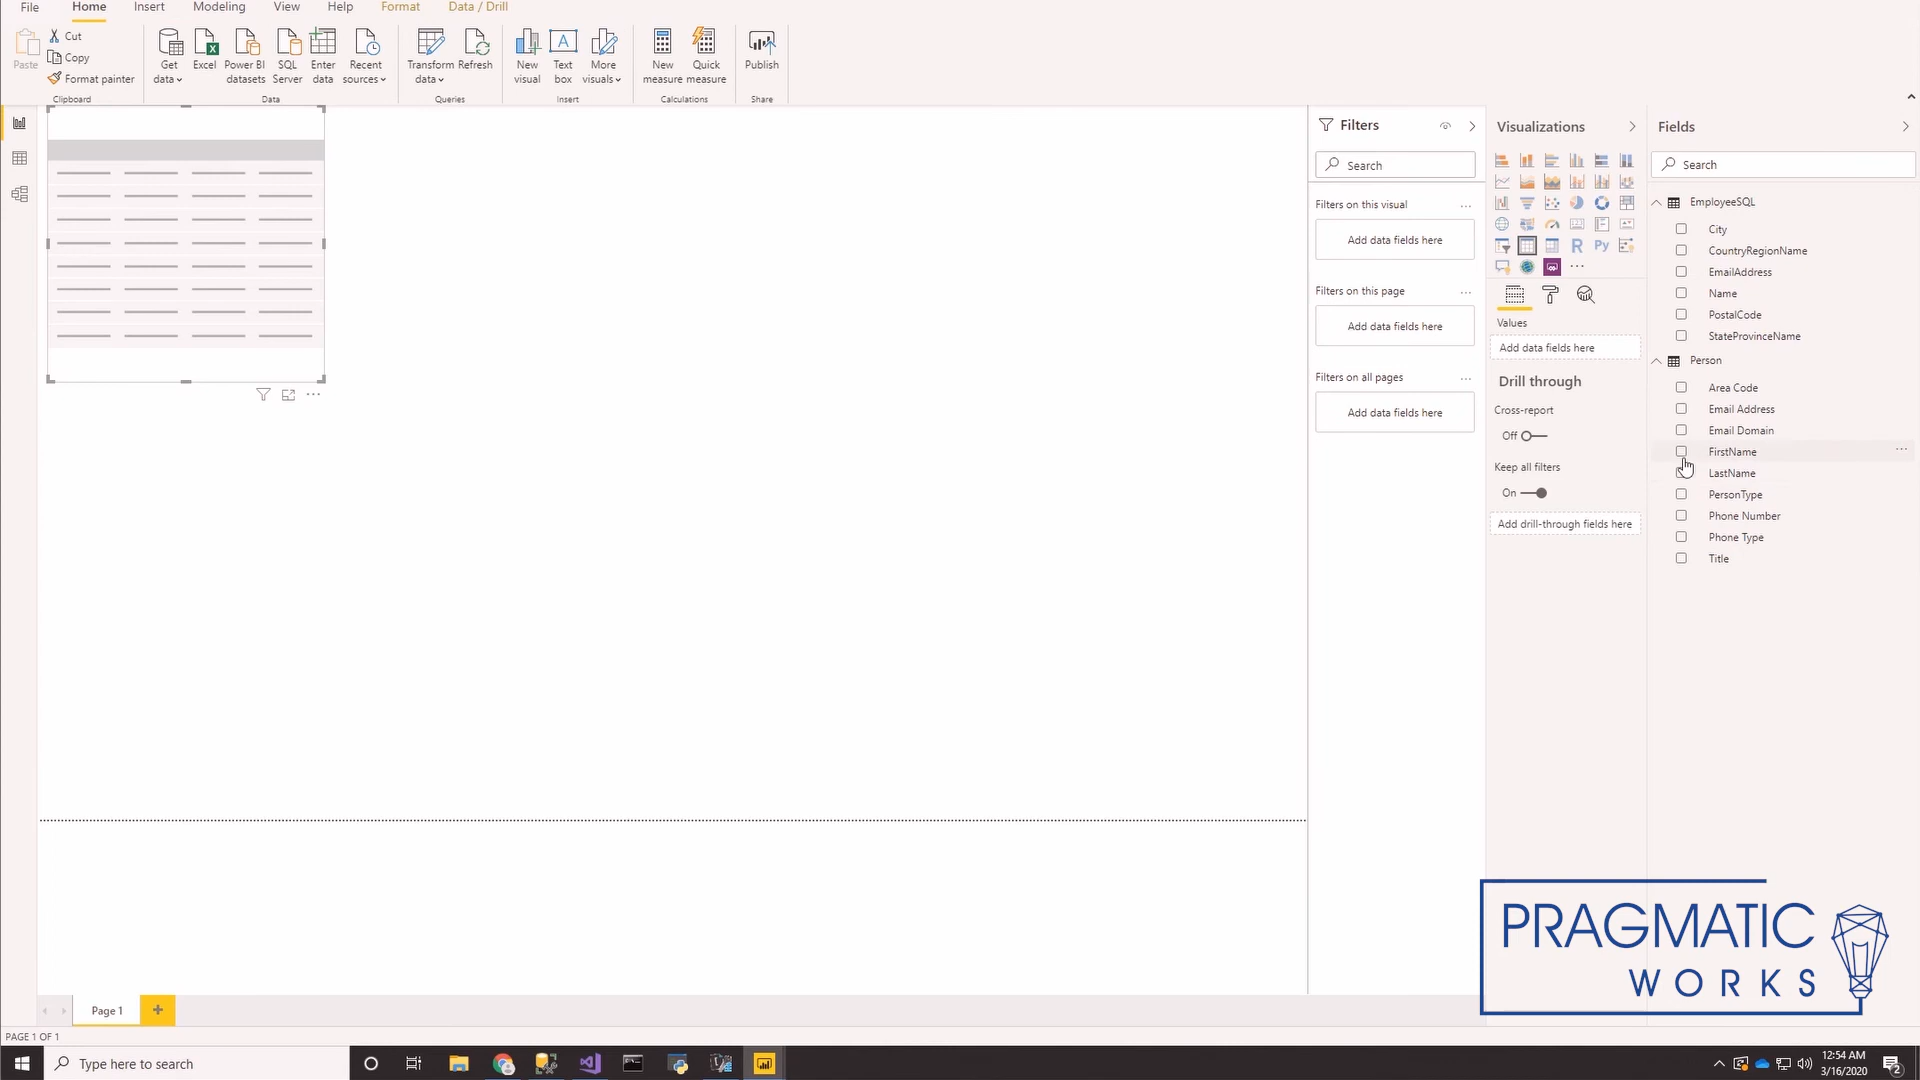 File Home Insert Modeling View Help Format Data / Drill
Paste
Cut
Copy
Format painter
Clipboard
Get data
Excel
Power BI datasets
SQL Server
Enter data
Recent sources
Data
Transform data
Refresh
Queries
New visual
Text box
More visuals
Insert
New measure
Quick measure
Calculations
Publish
Share
Filters
Search
Filters on this visual
Add data fields here
Filters on this page
Add data fields here
Filters on all pages
Add data fields here
Visualizations
R Py
Values
Add data fields here
Drill through
Cross-report
Off
Keep all filters
On
Add drill-through fields here
Fields
Search
EmployeeSQL
City
CountryRegionName
EmailAddress
Name
PostalCode
StateProvinceName
Person
Area Code
Email Address
Email Domain
FirstName
LastName
PersonType
Phone Number
Phone Type
Title
PRAGMATIC
WORKS
Page 1
PAGE 1 OF 1
Type here to search
12:54 AM
3/16/2020
2